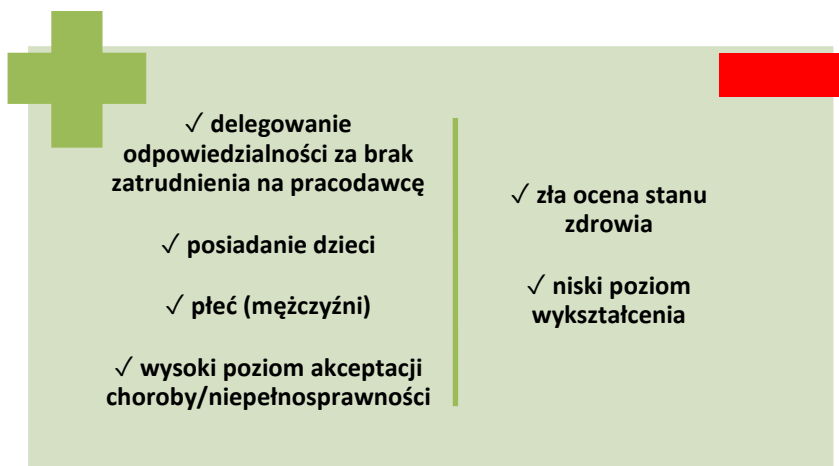 ✓ delegowanie
odpowiedzialności za brak
zatrudnienia na pracodawcę
✓ posiadanie dzieci
✓ płeć (mężczyźni)
✓ wysoki poziom akceptacji
choroby/niepełnosprawności
✓ zła ocena stanu
zdrowia
✓ niski poziom
wykształcenia